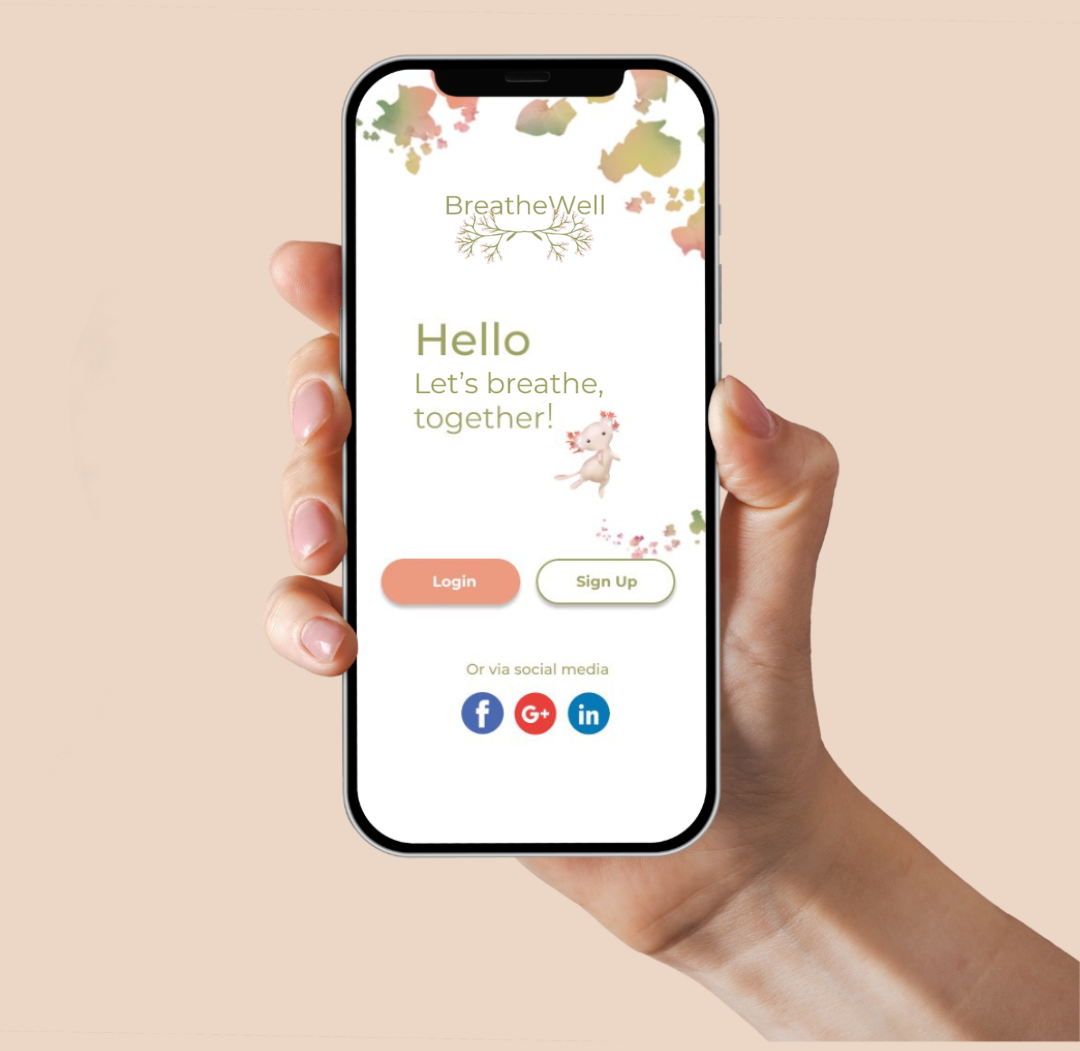 BreatheWell
Hello
Let's breathe,
together!
Login
Sign Up
Or via social media
f
G+
in